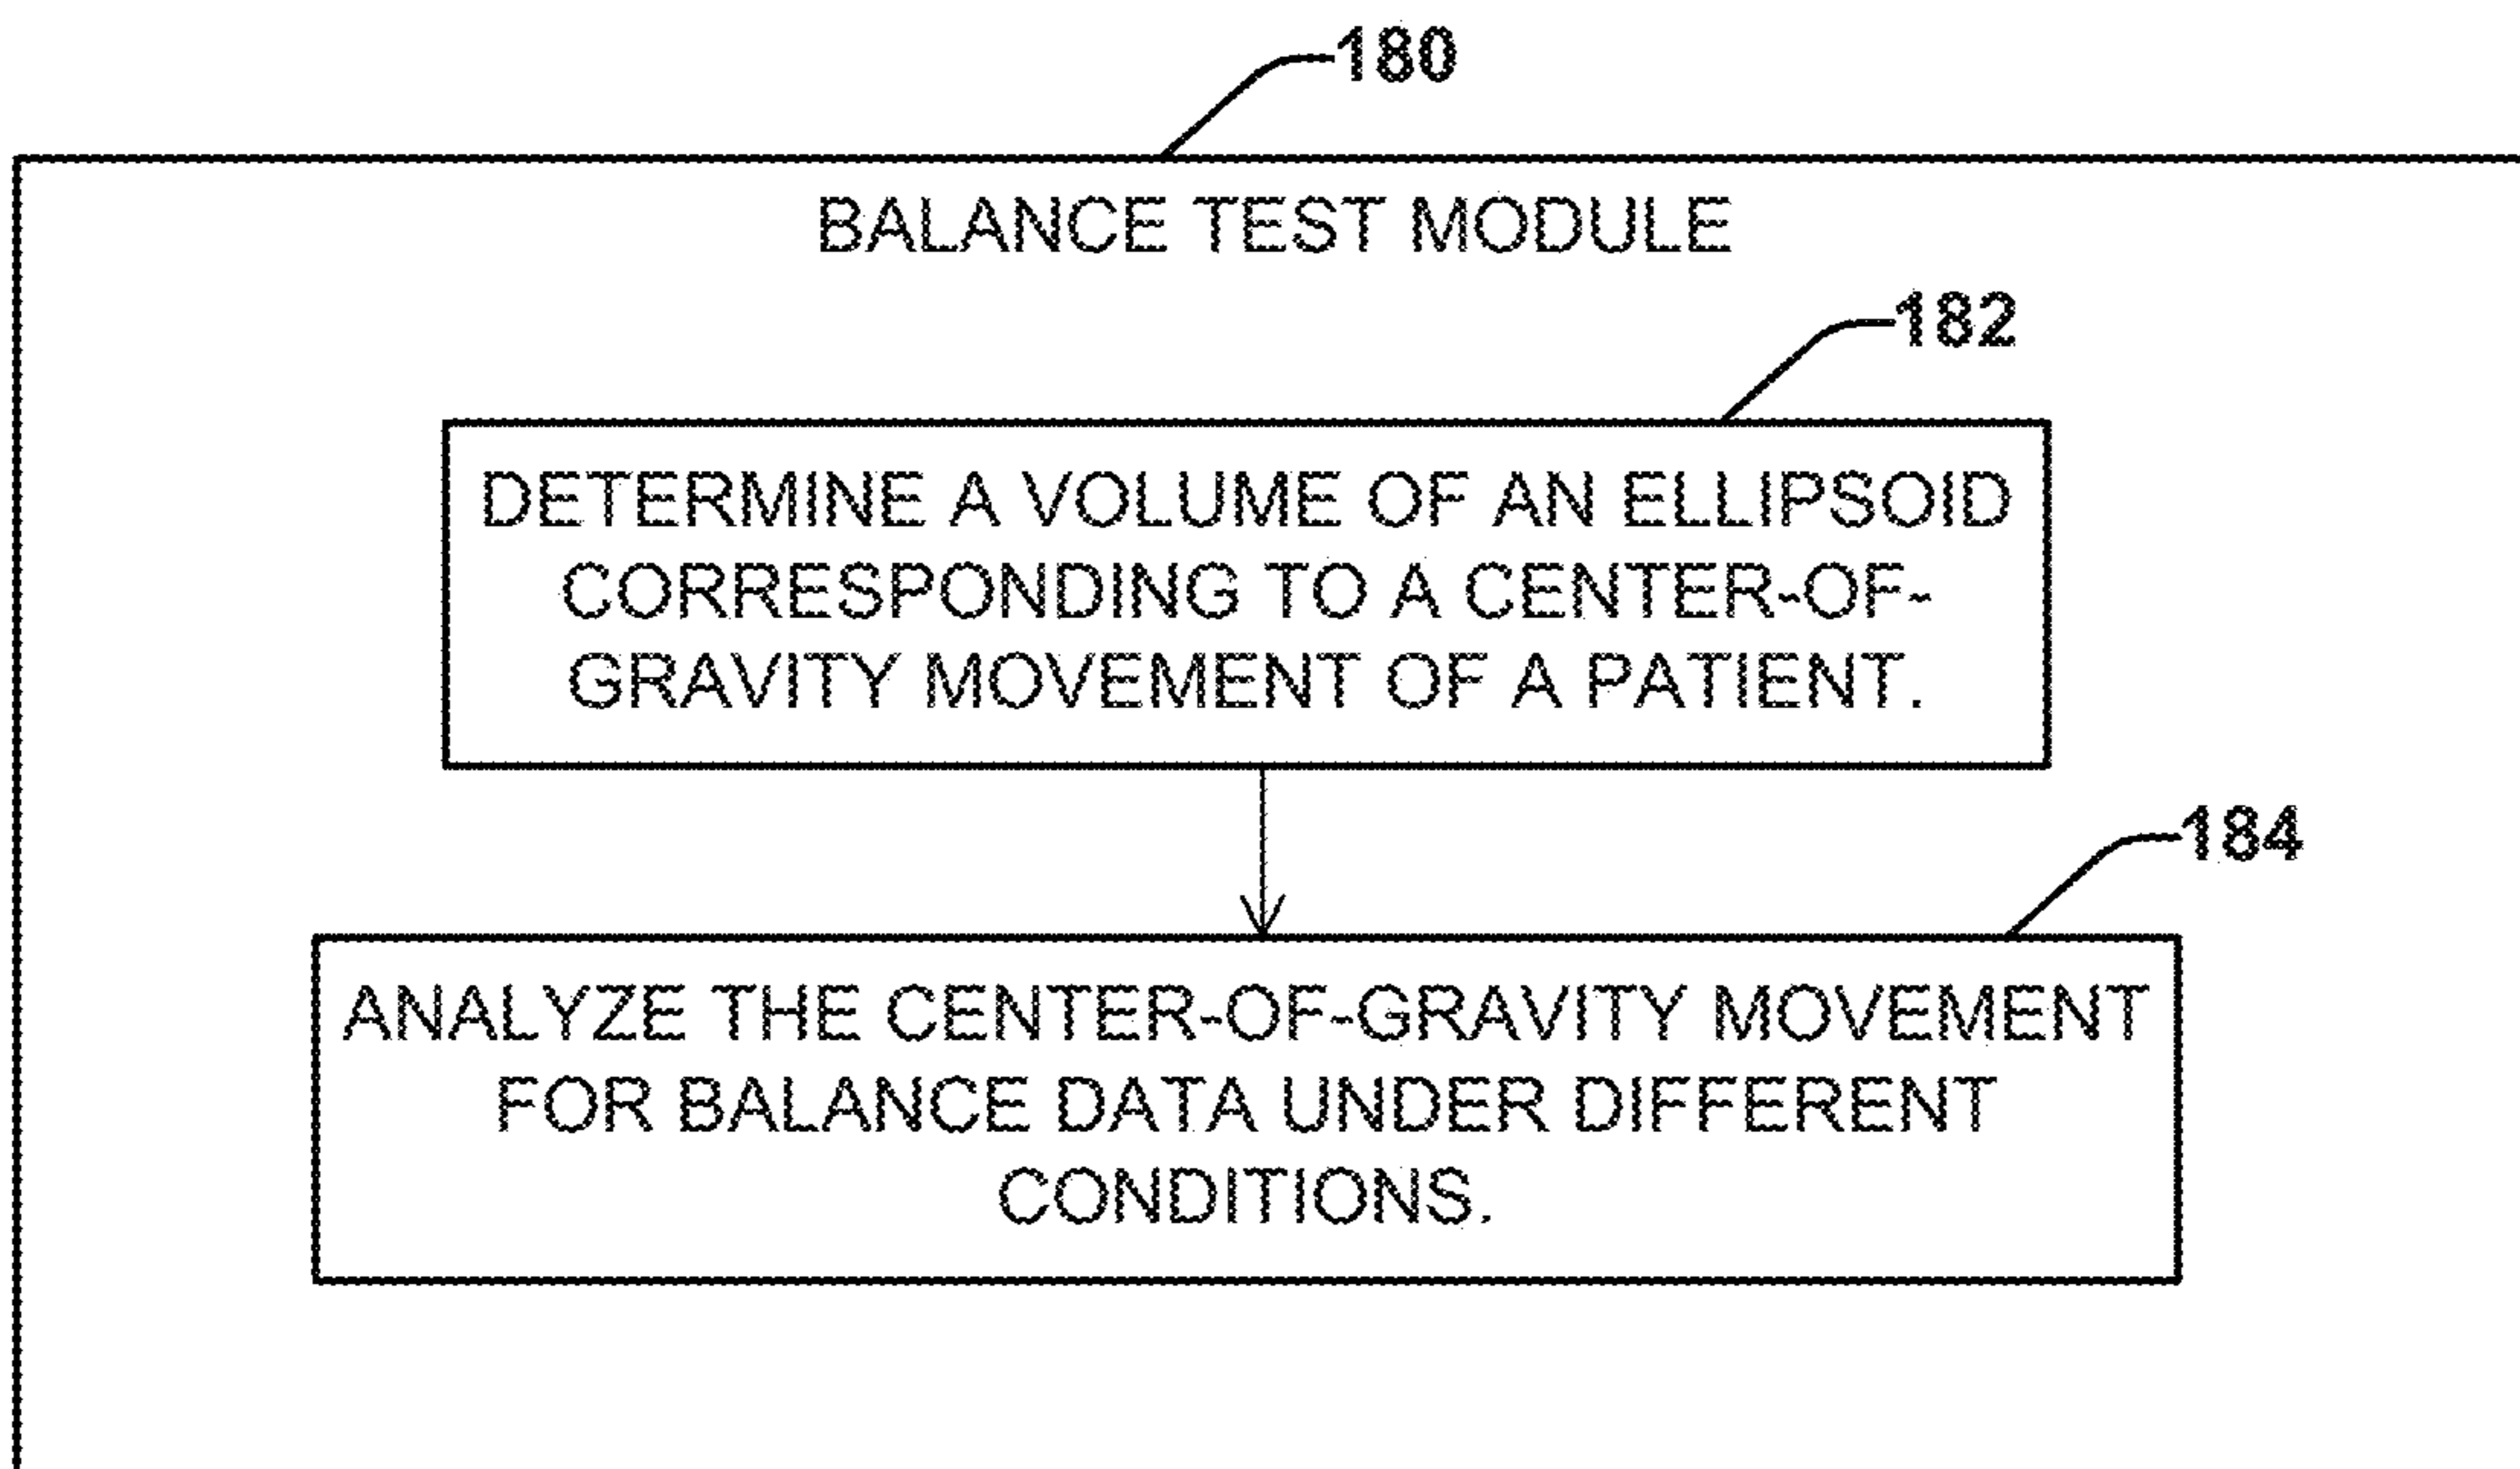 180
BALANCE TEST MODULE
182
DETERMINE A VOLUME OF AN ELLIPSOID
CORRESPONDING TO A CENTER-OF-
GRAVITY MOVEMENT OF A PATIENT.
184
ANALYZE THE CENTER-OF-GRAVITY MOVEMENT
FOR BALANCE DATA UNDER DIFFERENT
CONDITIONS.